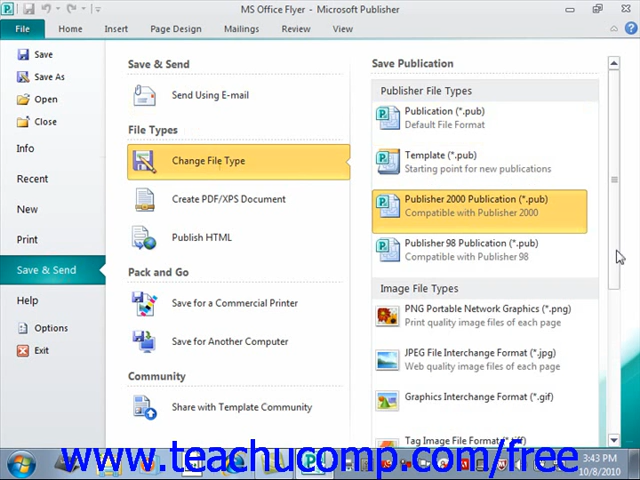 MS Office Flyer - Microsoft Publisher
File Home Insert Page Design Mailings Review View
Save
Save As
Open
Close
Info
Recent
New
Print
Save & Send
Help
Options
Exit
Save & Send
Send Using E-mail
File Types
Change File Type
Create PDF/XPS Document
Publish HTML
Pack and Go
Save for a Commercial Printer
Save for Another Computer
Community
Share with Template Community
Save Publication
Publisher File Types
Publication (*.pub)
Default File Format
Template (*.pub)
Starting point for new publications
Publisher 2000 Publication (*.pub)
Compatible with Publisher 2000
Publisher 98 Publication (*.pub)
Compatible with Publisher 98
Image File Types
PNG Portable Network Graphics (*.png)
Print quality image files of each page
JPEG File Interchange Format (*.jpg)
Web quality image files of each page
Graphics Interchange Format (*.gif)
Tag Image File Format (*.tiff)
www.teachucomp.com/free
3:43 PM
10/8/2010